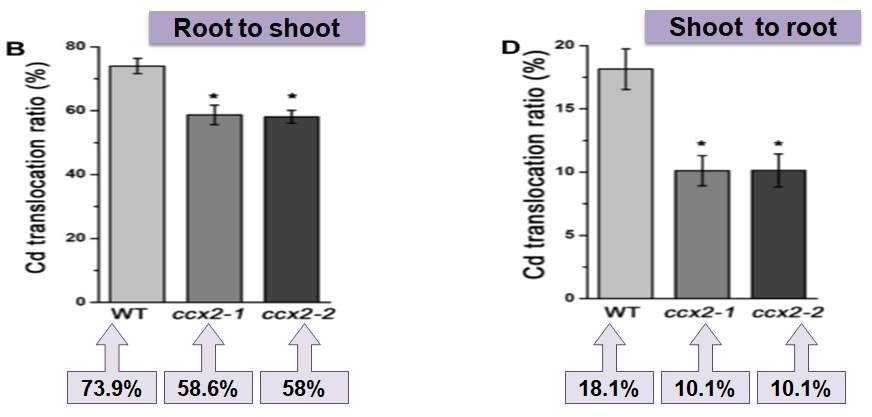 B
Root to shoot
Cd translocation ratio (%)
80
60
40
20
0
WT ccx2-1 ccx2-2
73.9% 58.6% 58%
D
Shoot to root
Cd translocation ratio (%)
20
15
10
5
0
* *
* *
WT ccx2-1 ccx2-2
18.1% 10.1% 10.1%